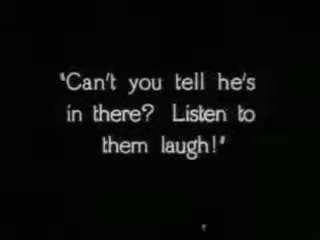 "Can't you tell he's
in there? Listen to
them laugh!"